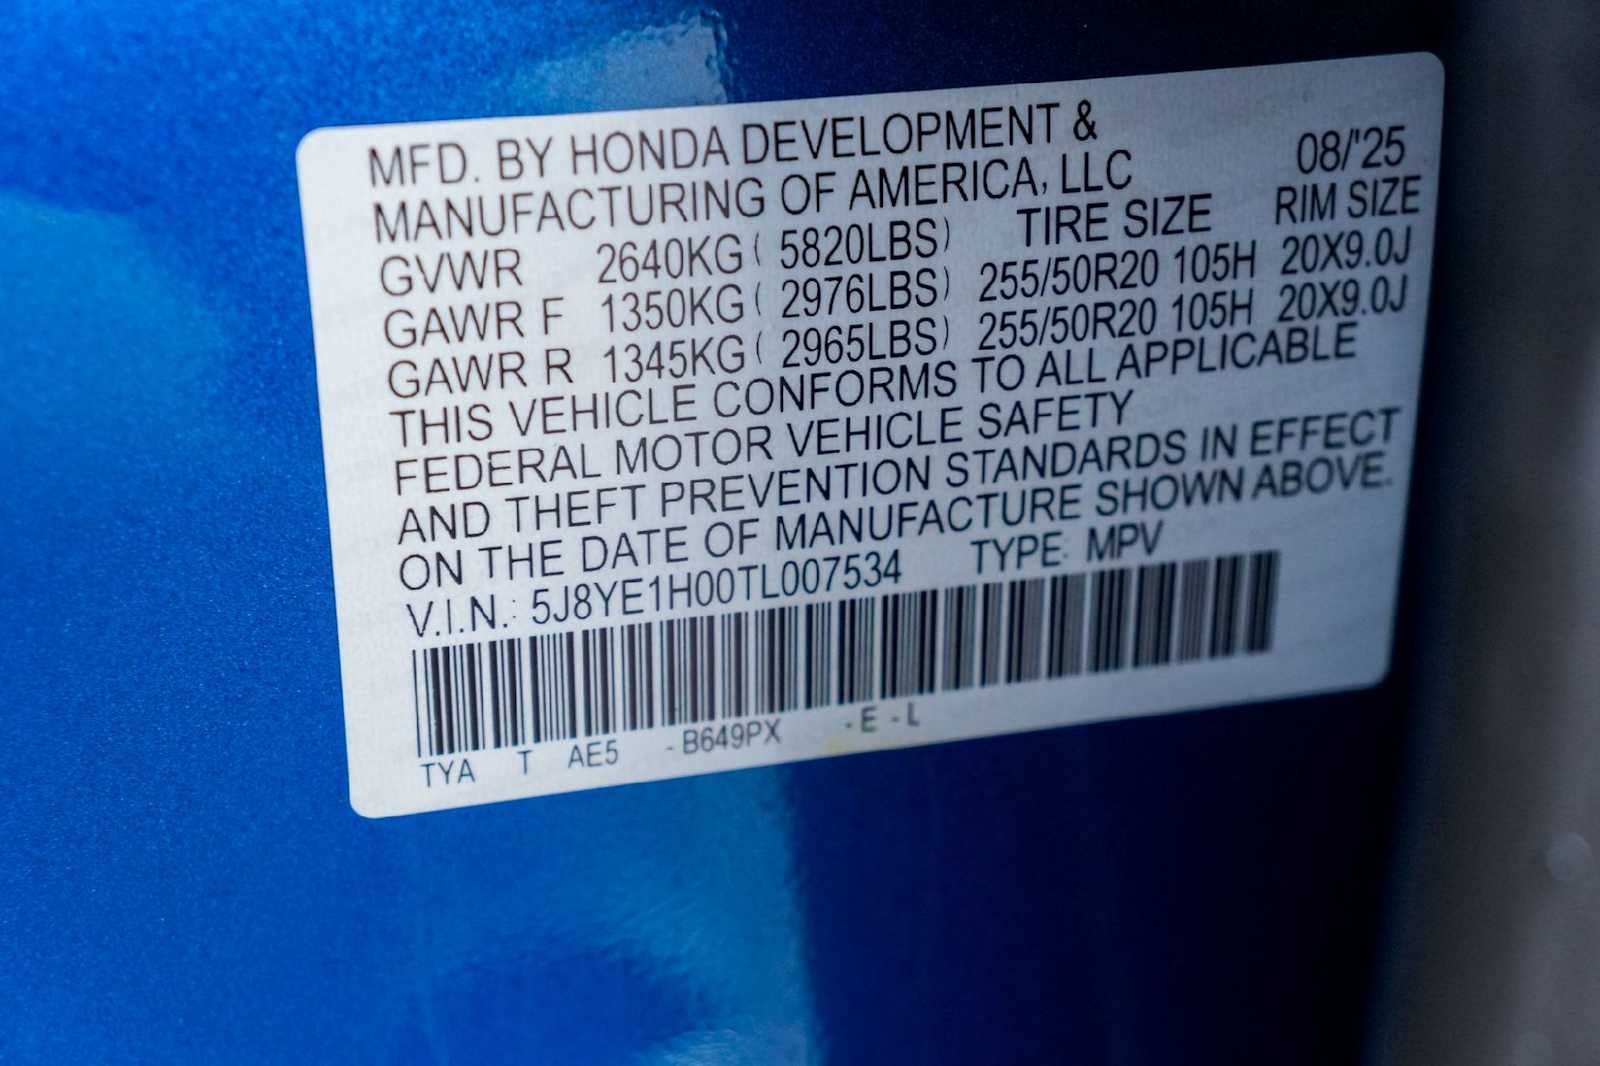 MFD. BY HONDA DEVELOPMENT &
MANUFACTURING OF AMERICA, LLC 08/'25
GVWR 2640KG ( 5820LBS) TIRE SIZE RIM SIZE
GAWR F 1350KG ( 2976LBS) 255/50R20 105H 20X9.0J
GAWR R 1345KG ( 2965LBS) 255/50R20 105H 20X9.0J
THIS VEHICLE CONFORMS TO ALL APPLICABLE
FEDERAL MOTOR VEHICLE SAFETY
AND THEFT PREVENTION STANDARDS IN EFFECT
ON THE DATE OF MANUFACTURE SHOWN ABOVE.
V.I.N.: 5J8YE1H00TL007534 TYPE: MPV
TYA T AE5 -B649PX -E -L